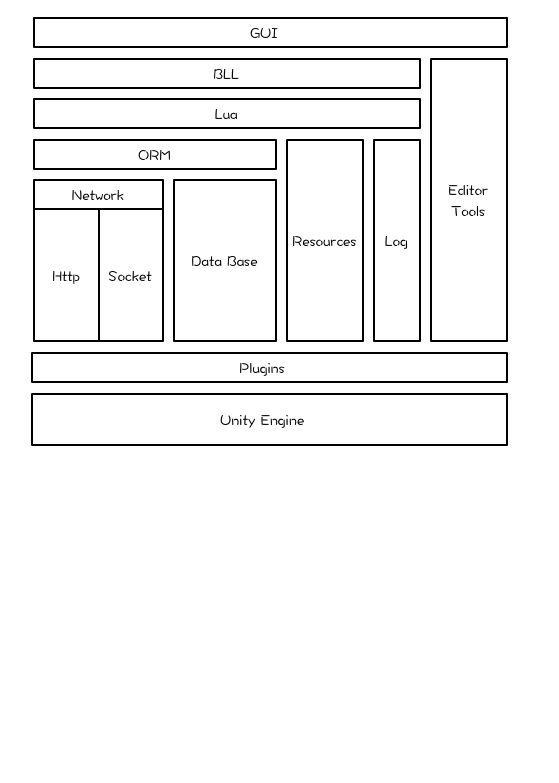 GUI
BLL
Lua
ORM
Network
Http
Socket
Data Base
Resources
Log
Editor
Tools
Plugins
Unity Engine